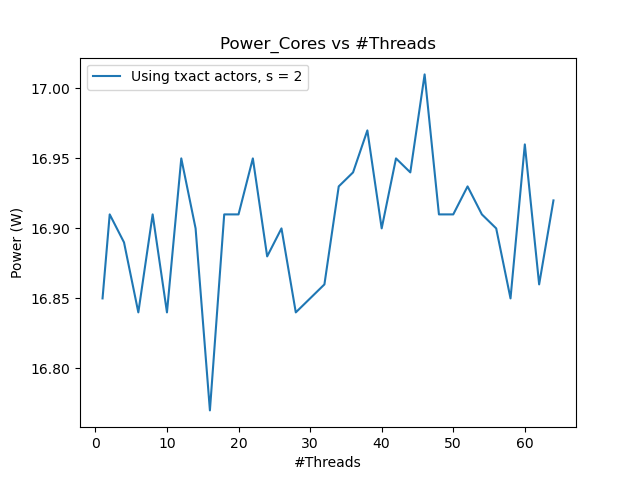 Power_Cores vs #Threads
Using txact actors, s = 2
17.00
16.95
16.90
16.85
16.80
Power (W)
0 10 20 30 40 50 60
#Threads